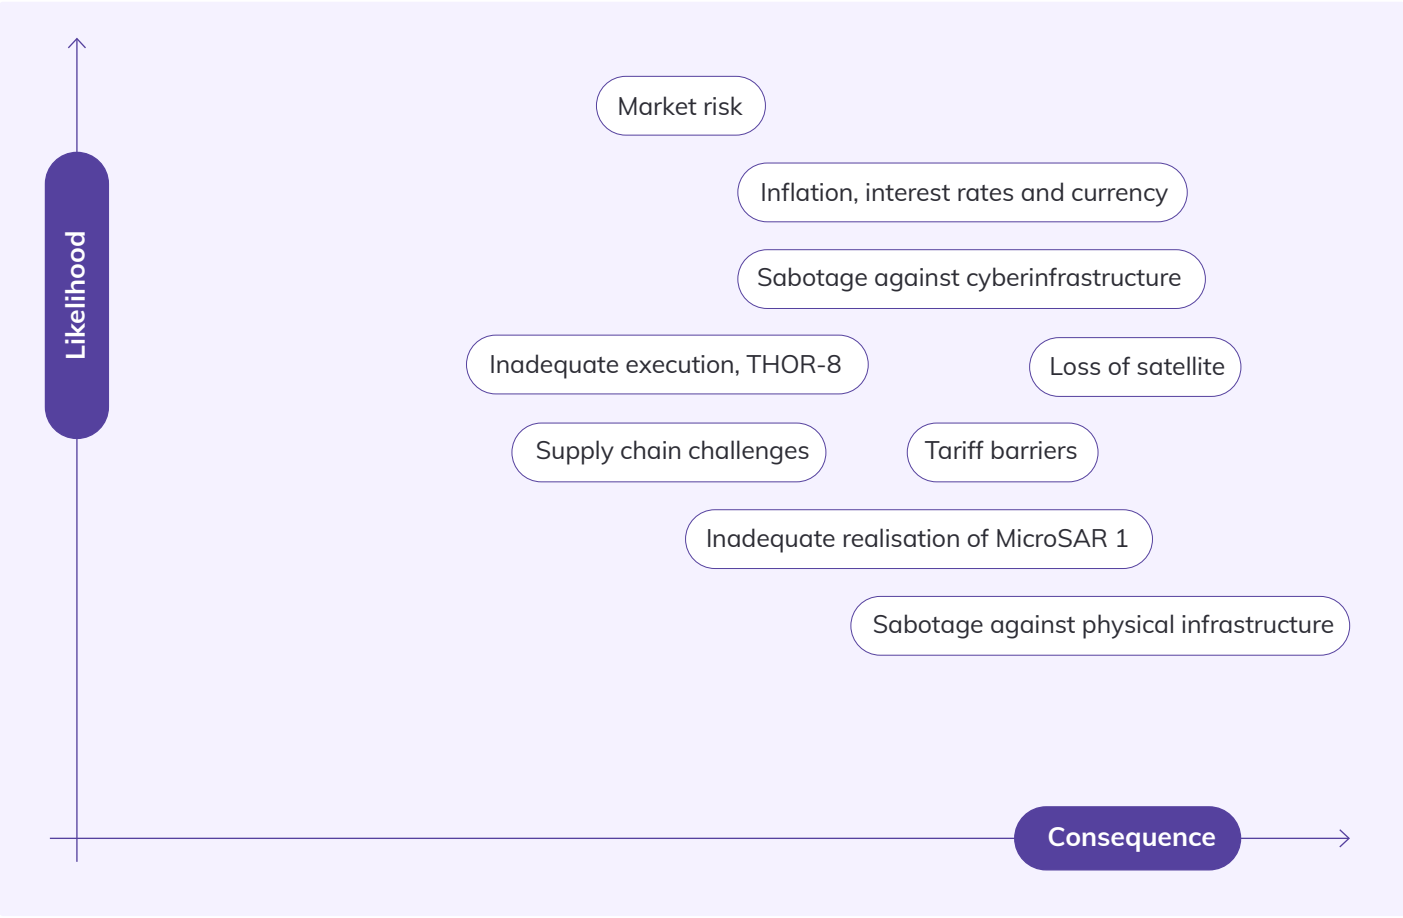 Market risk
Inflation, interest rates and currency
Likelihood
Sabotage against cyberinfrastructure
Inadequate execution, THOR-8
Loss of satellite
Supply chain challenges
Tariff barriers
Inadequate realisation of MicroSAR 1
Sabotage against physical infrastructure
Consequence